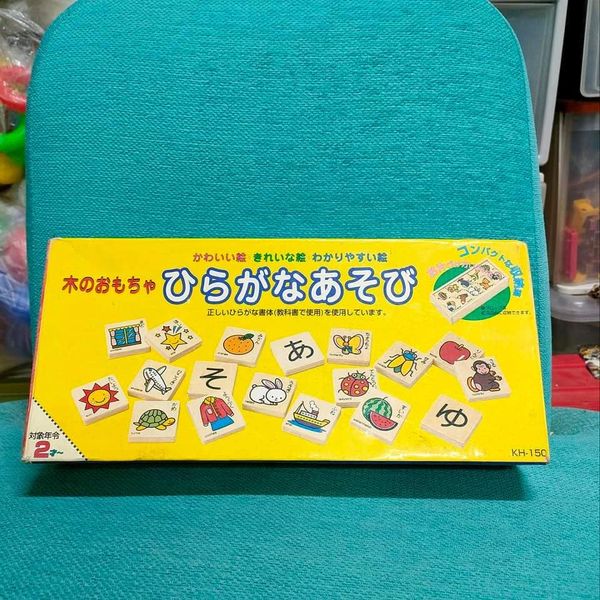 かわいい絵 きれいな絵 わかりやすい絵
木のおもちゃ ひらがなあそび
コンパクトな収納箱
正しいひらがな書体(教科書で使用)を使用しています。
あ
そ
ゆ
対象年令
2才~
KH-150